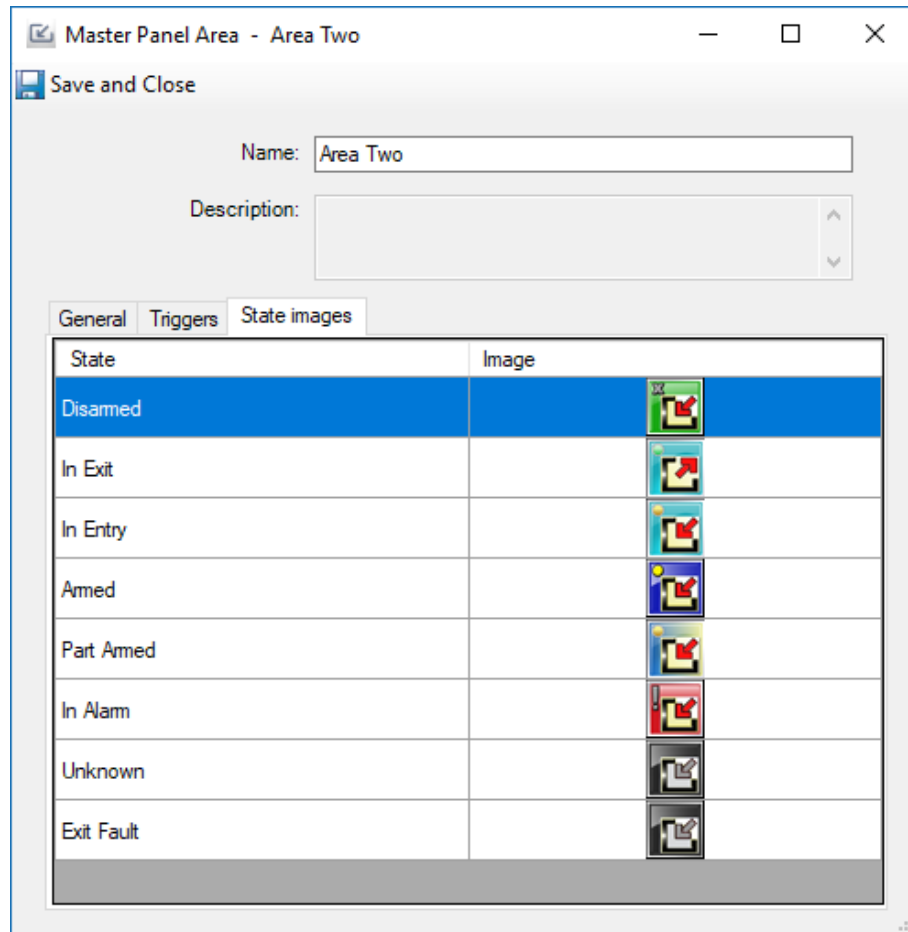 Master Panel Area - Area Two
Save and Close
Name: Area Two
Description:
General Triggers State images
State Image
Disarmed
In Exit
In Entry
Armed
Part Armed
In Alarm
Unknown
Exit Fault